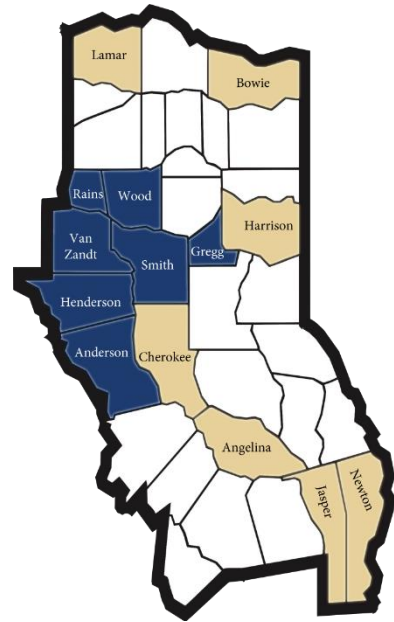 Lamar
Bowie
Rains
Wood
Harrison
Van
Zandt
Smith
Gregg
Henderson
Anderson
Cherokee
Angelina
Jasper
Newton